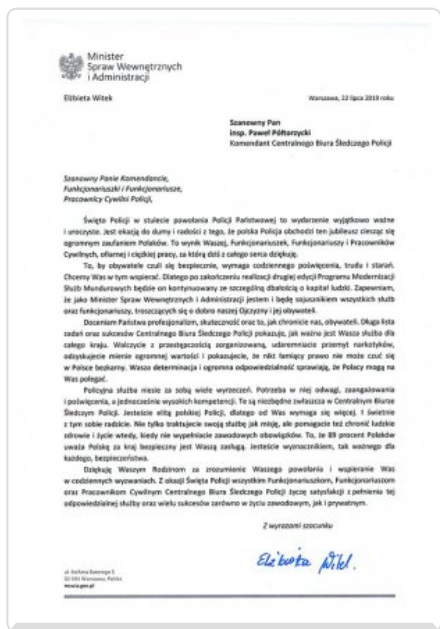 Minister
Spraw Wewnętrznych
i Administracji
Elżbieta Witek
Warszawa, 22 lipca 2019 roku
Szanowny Pan
insp. Paweł Półtorzycki
Komendant Centralnego Biura Śledczego Policji
Szanowny Panie Komendancie,
Funkcjonariuszki i Funkcjonariusze,
Pracownicy Cywilni Policji,
Święto Policji w stulecie powołania Policji Państwowej to wydarzenie wyjątkowo ważne
i uroczyste. Jest okazją do dumy i radości z tego, że polska Policja obchodzi ten jubileusz ciesząc się
ogromnym zaufaniem Polaków. To wynik Waszej, Funkcjonariuszek, Funkcjonariuszy i Pracowników
Cywilnych, ofiarnej i ciężkiej pracy, za którą dziś z całego serca dziękuję.
To, by obywatele czuli się bezpiecznie, wymaga codziennego poświęcenia, trudu i starań.
Chcemy Was w tym wspierać. Dlatego po zakończeniu realizacji drugiej edycji Programu Modernizacji
Służb Mundurowych będzie on kontynuowany ze szczególną dbałością o kapitał ludzki. Zapewniam,
że jako Minister Spraw Wewnętrznych i Administracji jestem i będę sojusznikiem wszystkich służb
oraz funkcjonariuszy, troszczących się o dobro naszej Ojczyzny i jej obywateli.
Doceniam Państwa profesjonalizm, skuteczność oraz to, jak chronicie nas, obywateli. Długa lista
zadań oraz sukcesów Centralnego Biura Śledczego Policji pokazuje, jak ważna jest Wasza służba dla
całego kraju. Walczycie z przestępczością zorganizowaną, udaremniacie przemyt narkotyków,
odzyskujecie mienie ogromnej wartości i pokazujecie, że nikt łamiący prawo nie może czuć się
w Polsce bezkarny. Wasza determinacja i ogromna odpowiedzialność sprawiają, że Polacy mogą na
Was polegać.
Policyjna służba niesie za sobą wiele wyrzeczeń. Potrzeba w niej odwagi, zaangażowania
i poświęcenia, a jednocześnie wysokich kompetencji. Te są niezbędne zwłaszcza w Centralnym Biurze
Śledczym Policji. Jesteście elitą polskiej Policji, dlatego od Was wymaga się więcej. I świetnie
z tym sobie radzicie. Nie tylko traktujecie swoją służbę jak misję, ale pomagacie też chronić ludzkie
zdrowie i życie wtedy, kiedy nie wypełniacie zawodowych obowiązków. To, że 89 procent Polaków
uważa Polskę za kraj bezpieczny jest Waszą zasługą. Jesteście wyznacznikiem, tak ważnego dla
każdego, bezpieczeństwa.
Dziękuję Waszym Rodzinom za zrozumienie Waszego powołania i wspieranie Was
w codziennych wyzwaniach. Z okazji Święta Policji wszystkim Funkcjonariuszkom, Funkcjonariuszom
oraz Pracownikom Cywilnym Centralnego Biura Śledczego Policji życzę satysfakcji z pełnienia tej
odpowiedzialnej służby oraz wielu sukcesów zarówno w życiu zawodowym, jak i prywatnym.
Z wyrazami szacunku
Elżbieta Witek.
ul. Stefana Batorego 5
02-591 Warszawa, Polska
mswia.gov.pl